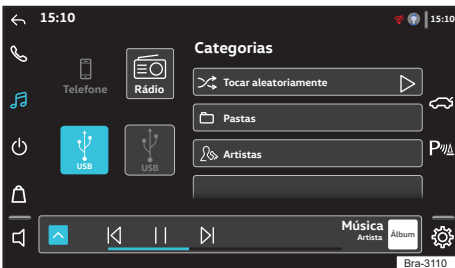 15:10
15:10
Categorias
Telefone
Rádio
Tocar aleatoriamente
Pastas
USB
USB
Artistas
P
Música
Artista
Álbum
Bra-3110